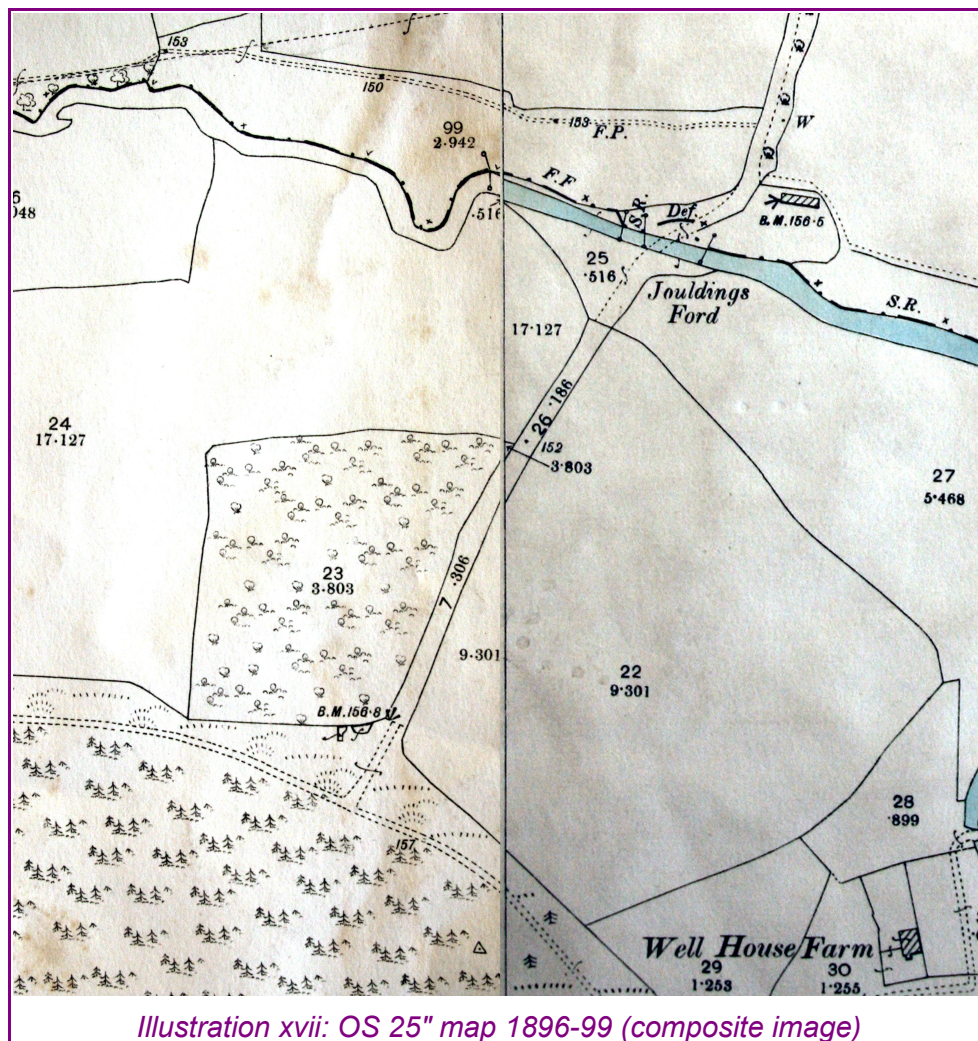 153
150
99
2·942
153 F.P.
W
F.F
S.R.
Def.
B.M.156·5
·516
25
·516
Jouldings
Ford
S.R.
17·127
24
17·127
26 ·186
152
3·803
27
5·468
23
3·803
7 ·306
9·301
22
9·301
B.M.156·8
28
·899
157
Well House Farm
29
1·253
30
1·255
Illustration xvii: OS 25" map 1896-99 (composite image)